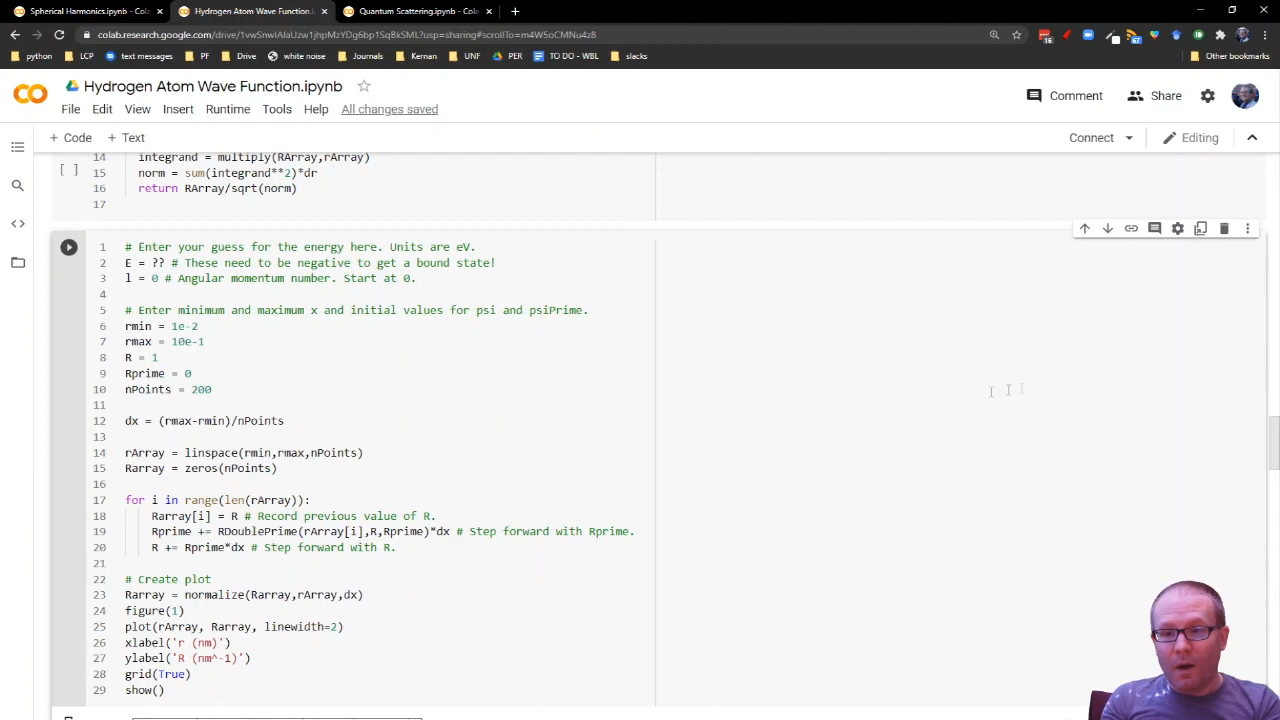 Spherical Harmonics.ipynb - Cola
Hydrogen Atom Wave Function.i
Quantum Scattering.ipynb - Cola
colab.research.google.com/drive/1vwSnwIAlaUzw1jhpMzYDg6bp1SqBkSML?usp=sharing#scrollTo=m4W5oCMNu4z8
python
LCP
text messages
PF
Drive
white noise
Journals
Kernan
UNF
PER
TO DO - WBL
slacks
Other bookmarks
Hydrogen Atom Wave Function.ipynb
File Edit View Insert Runtime Tools Help All changes saved
Comment
Share
+ Code + Text
Connect
Editing
14 integrand = multiply(RArray,rArray)
[ ]
15 norm = sum(integrand**2)*dr
16 return RArray/sqrt(norm)
17
1 # Enter your guess for the energy here. Units are eV.
2 E = ?? # These need to be negative to get a bound state!
3 l = 0 # Angular momentum number. Start at 0.
4
5 # Enter minimum and maximum x and initial values for psi and psiPrime.
6 rmin = 1e-2
7 rmax = 10e-1
8 R = 1
9 Rprime = 0
10 nPoints = 200
11
12 dx = (rmax-rmin)/nPoints
13
14 rArray = linspace(rmin,rmax,nPoints)
15 Rarray = zeros(nPoints)
16
17 for i in range(len(rArray)):
18 Rarray[i] = R # Record previous value of R.
19 Rprime += RDoublePrime(rArray[i],R,Rprime)*dx # Step forward with Rprime.
20 R += Rprime*dx # Step forward with R.
21
22 # Create plot
23 Rarray = normalize(Rarray,rArray,dx)
24 figure(1)
25 plot(rArray, Rarray, linewidth=2)
26 xlabel('r (nm)')
27 ylabel('R (nm^-1)')
28 grid(True)
29 show()